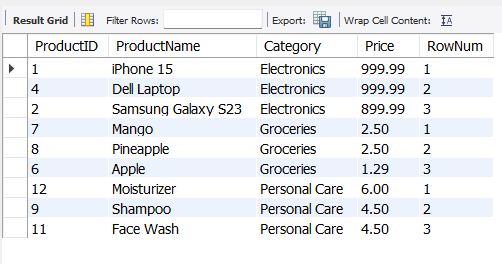 Result Grid Filter Rows: Export: Wrap Cell Content:
ProductID ProductName Category Price RowNum
1 iPhone 15 Electronics 999.99 1
4 Dell Laptop Electronics 999.99 2
2 Samsung Galaxy S23 Electronics 899.99 3
7 Mango Groceries 2.50 1
8 Pineapple Groceries 2.50 2
6 Apple Groceries 1.29 3
12 Moisturizer Personal Care 6.00 1
9 Shampoo Personal Care 4.50 2
11 Face Wash Personal Care 4.50 3